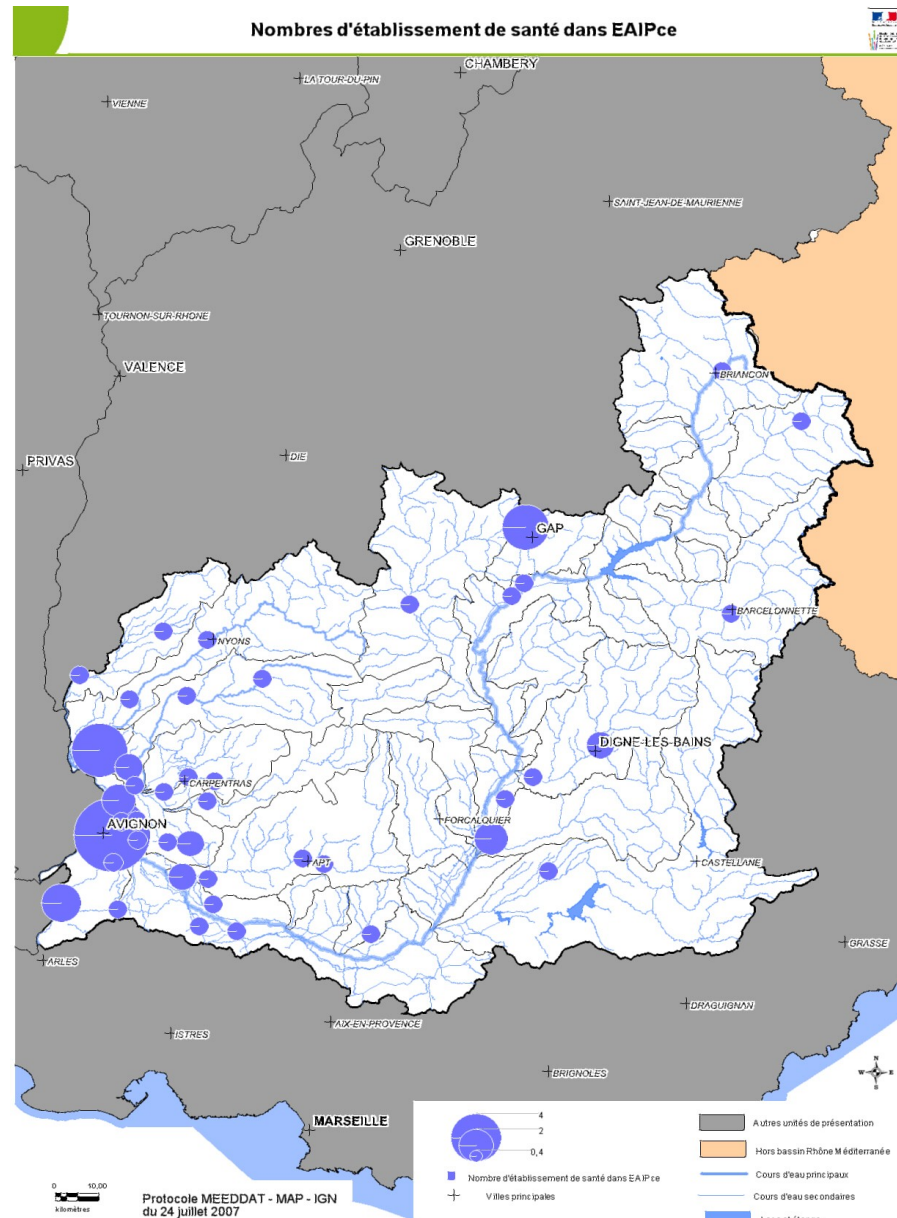 Nombres d'établissement de santé dans EAIPce
CHAMBERY
LA TOUR-DU-PIN
VIENNE
SAINT-JEAN-DE-MAURIENNE
GRENOBLE
TOURNON-SUR-RHONE
VALENCE
BRIANCON
DIE
PRIVAS
GAP
BARCELONNETTE
NYONS
DIGNE-LES-BAINS
CARPENTRAS
FORCALQUIER
AVIGNON
APT
CASTELLANE
GRASSE
ARLES
DRAGUIGNAN
AIX-EN-PROVENCE
ISTRES
BRIGNOLES
N
W E
S
MARSEILLE
4
2
0,4
Nombre d'établissement de santé dans EAIPce
Villes principales
Autres unités de présentation
Hors bassin Rhône Méditerranée
Cours d'eau principaux
Cours d'eau secondaires
0 10,00
kilomètres
Protocole MEEDDAT - MAP - IGN
du 24 juillet 2007